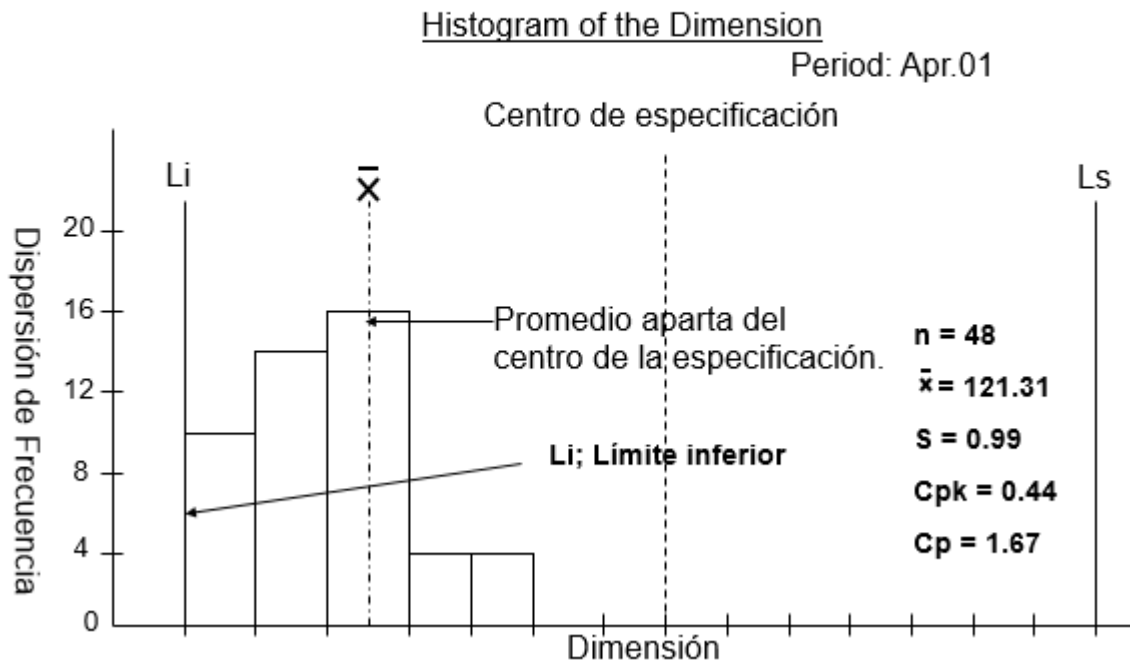 Histogram of the Dimension
Period: Apr.01
Centro de especificación
Li
x̄
Ls
Dispersión de Frecuencia
20
16
12
8
4
0
Promedio aparta del
centro de la especificación.
Li; Límite inferior
n = 48
x̄ = 121.31
S = 0.99
Cpk = 0.44
Cp = 1.67
Dimensión